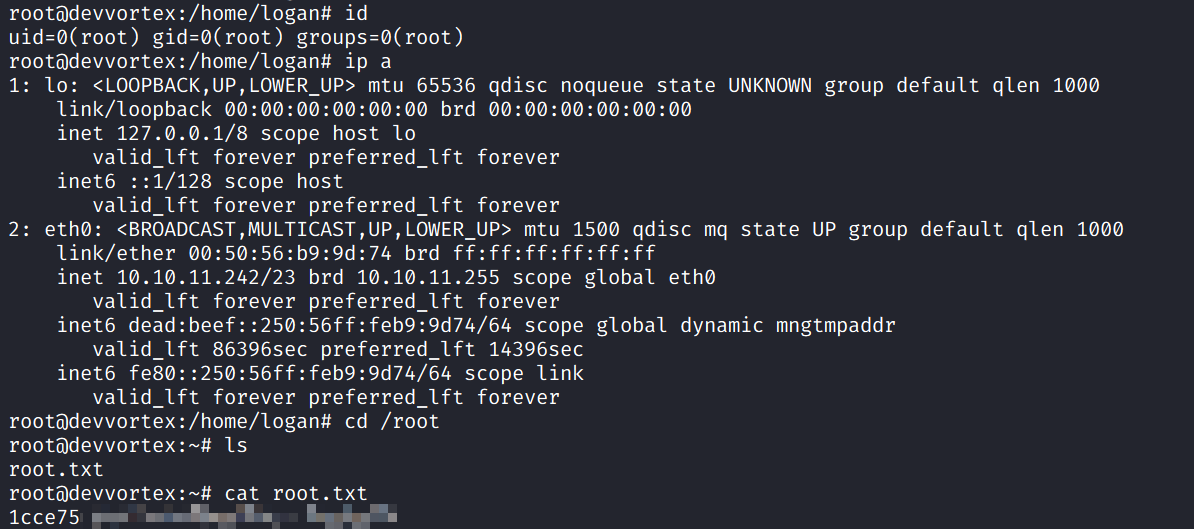 root@devvortex:/home/logan# id
uid=0(root) gid=0(root) groups=0(root)
root@devvortex:/home/logan# ip a
1: lo: <LOOPBACK,UP,LOWER_UP> mtu 65536 qdisc noqueue state UNKNOWN group default qlen 1000
    link/loopback 00:00:00:00:00:00 brd 00:00:00:00:00:00
    inet 127.0.0.1/8 scope host lo
       valid_lft forever preferred_lft forever
    inet6 ::1/128 scope host
       valid_lft forever preferred_lft forever
2: eth0: <BROADCAST,MULTICAST,UP,LOWER_UP> mtu 1500 qdisc mq state UP group default qlen 1000
    link/ether 00:50:56:b9:9d:74 brd ff:ff:ff:ff:ff:ff
    inet 10.10.11.242/23 brd 10.10.11.255 scope global eth0
       valid_lft forever preferred_lft forever
    inet6 dead:beef::250:56ff:feb9:9d74/64 scope global dynamic mngtmpaddr
       valid_lft 86396sec preferred_lft 14396sec
    inet6 fe80::250:56ff:feb9:9d74/64 scope link
       valid_lft forever preferred_lft forever
root@devvortex:/home/logan# cd /root
root@devvortex:~# ls
root.txt
root@devvortex:~# cat root.txt
1cce75